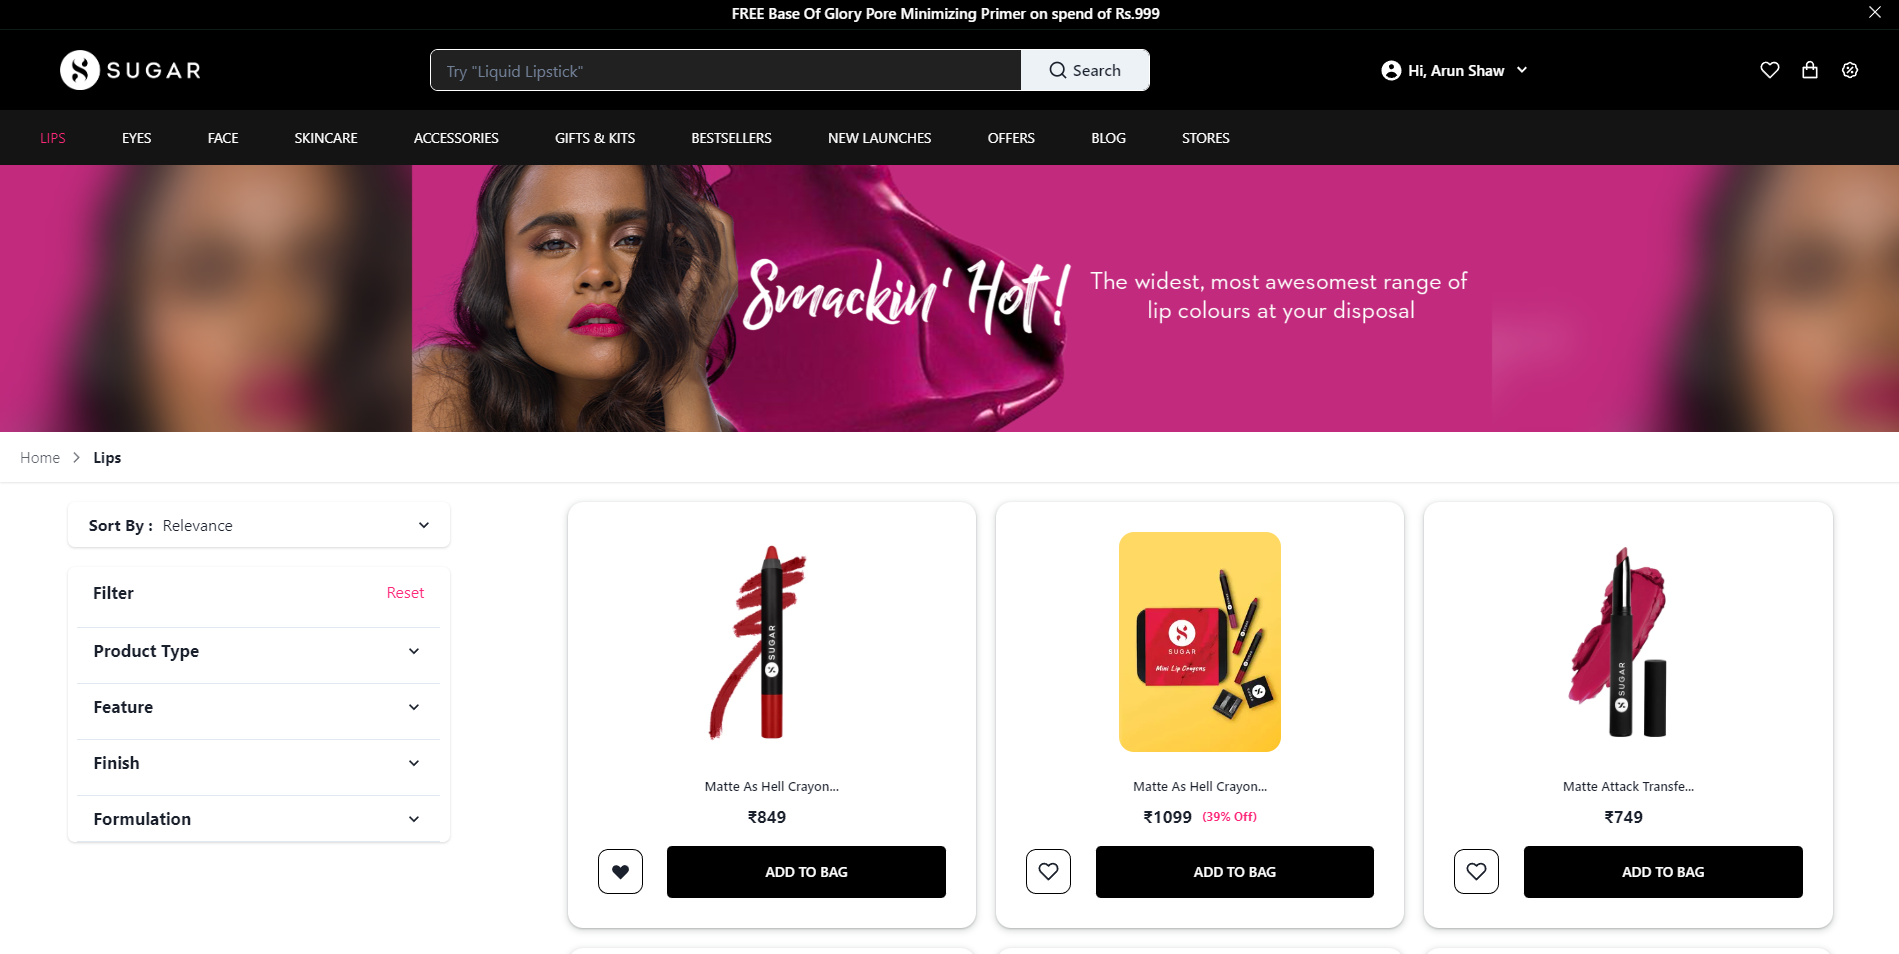 FREE Base Of Glory Pore Minimizing Primer on spend of Rs.999
SUGAR
Try "Liquid Lipstick"
Search
Hi, Arun Shaw
LIPS
EYES
FACE
SKINCARE
ACCESSORIES
GIFTS & KITS
BESTSELLERS
NEW LAUNCHES
OFFERS
BLOG
STORES
Smackin' Hot!
The widest, most awesomest range of
lip colours at your disposal
Home > Lips
Sort By : Relevance
Filter
Reset
Product Type
Feature
Finish
Formulation
SUGAR
Matte As Hell Crayon...
₹849
ADD TO BAG
SUGAR
Mini Lip Crayons
Matte As Hell Crayon...
₹1099 (39% Off)
ADD TO BAG
SUGAR
Matte Attack Transfe...
₹749
ADD TO BAG